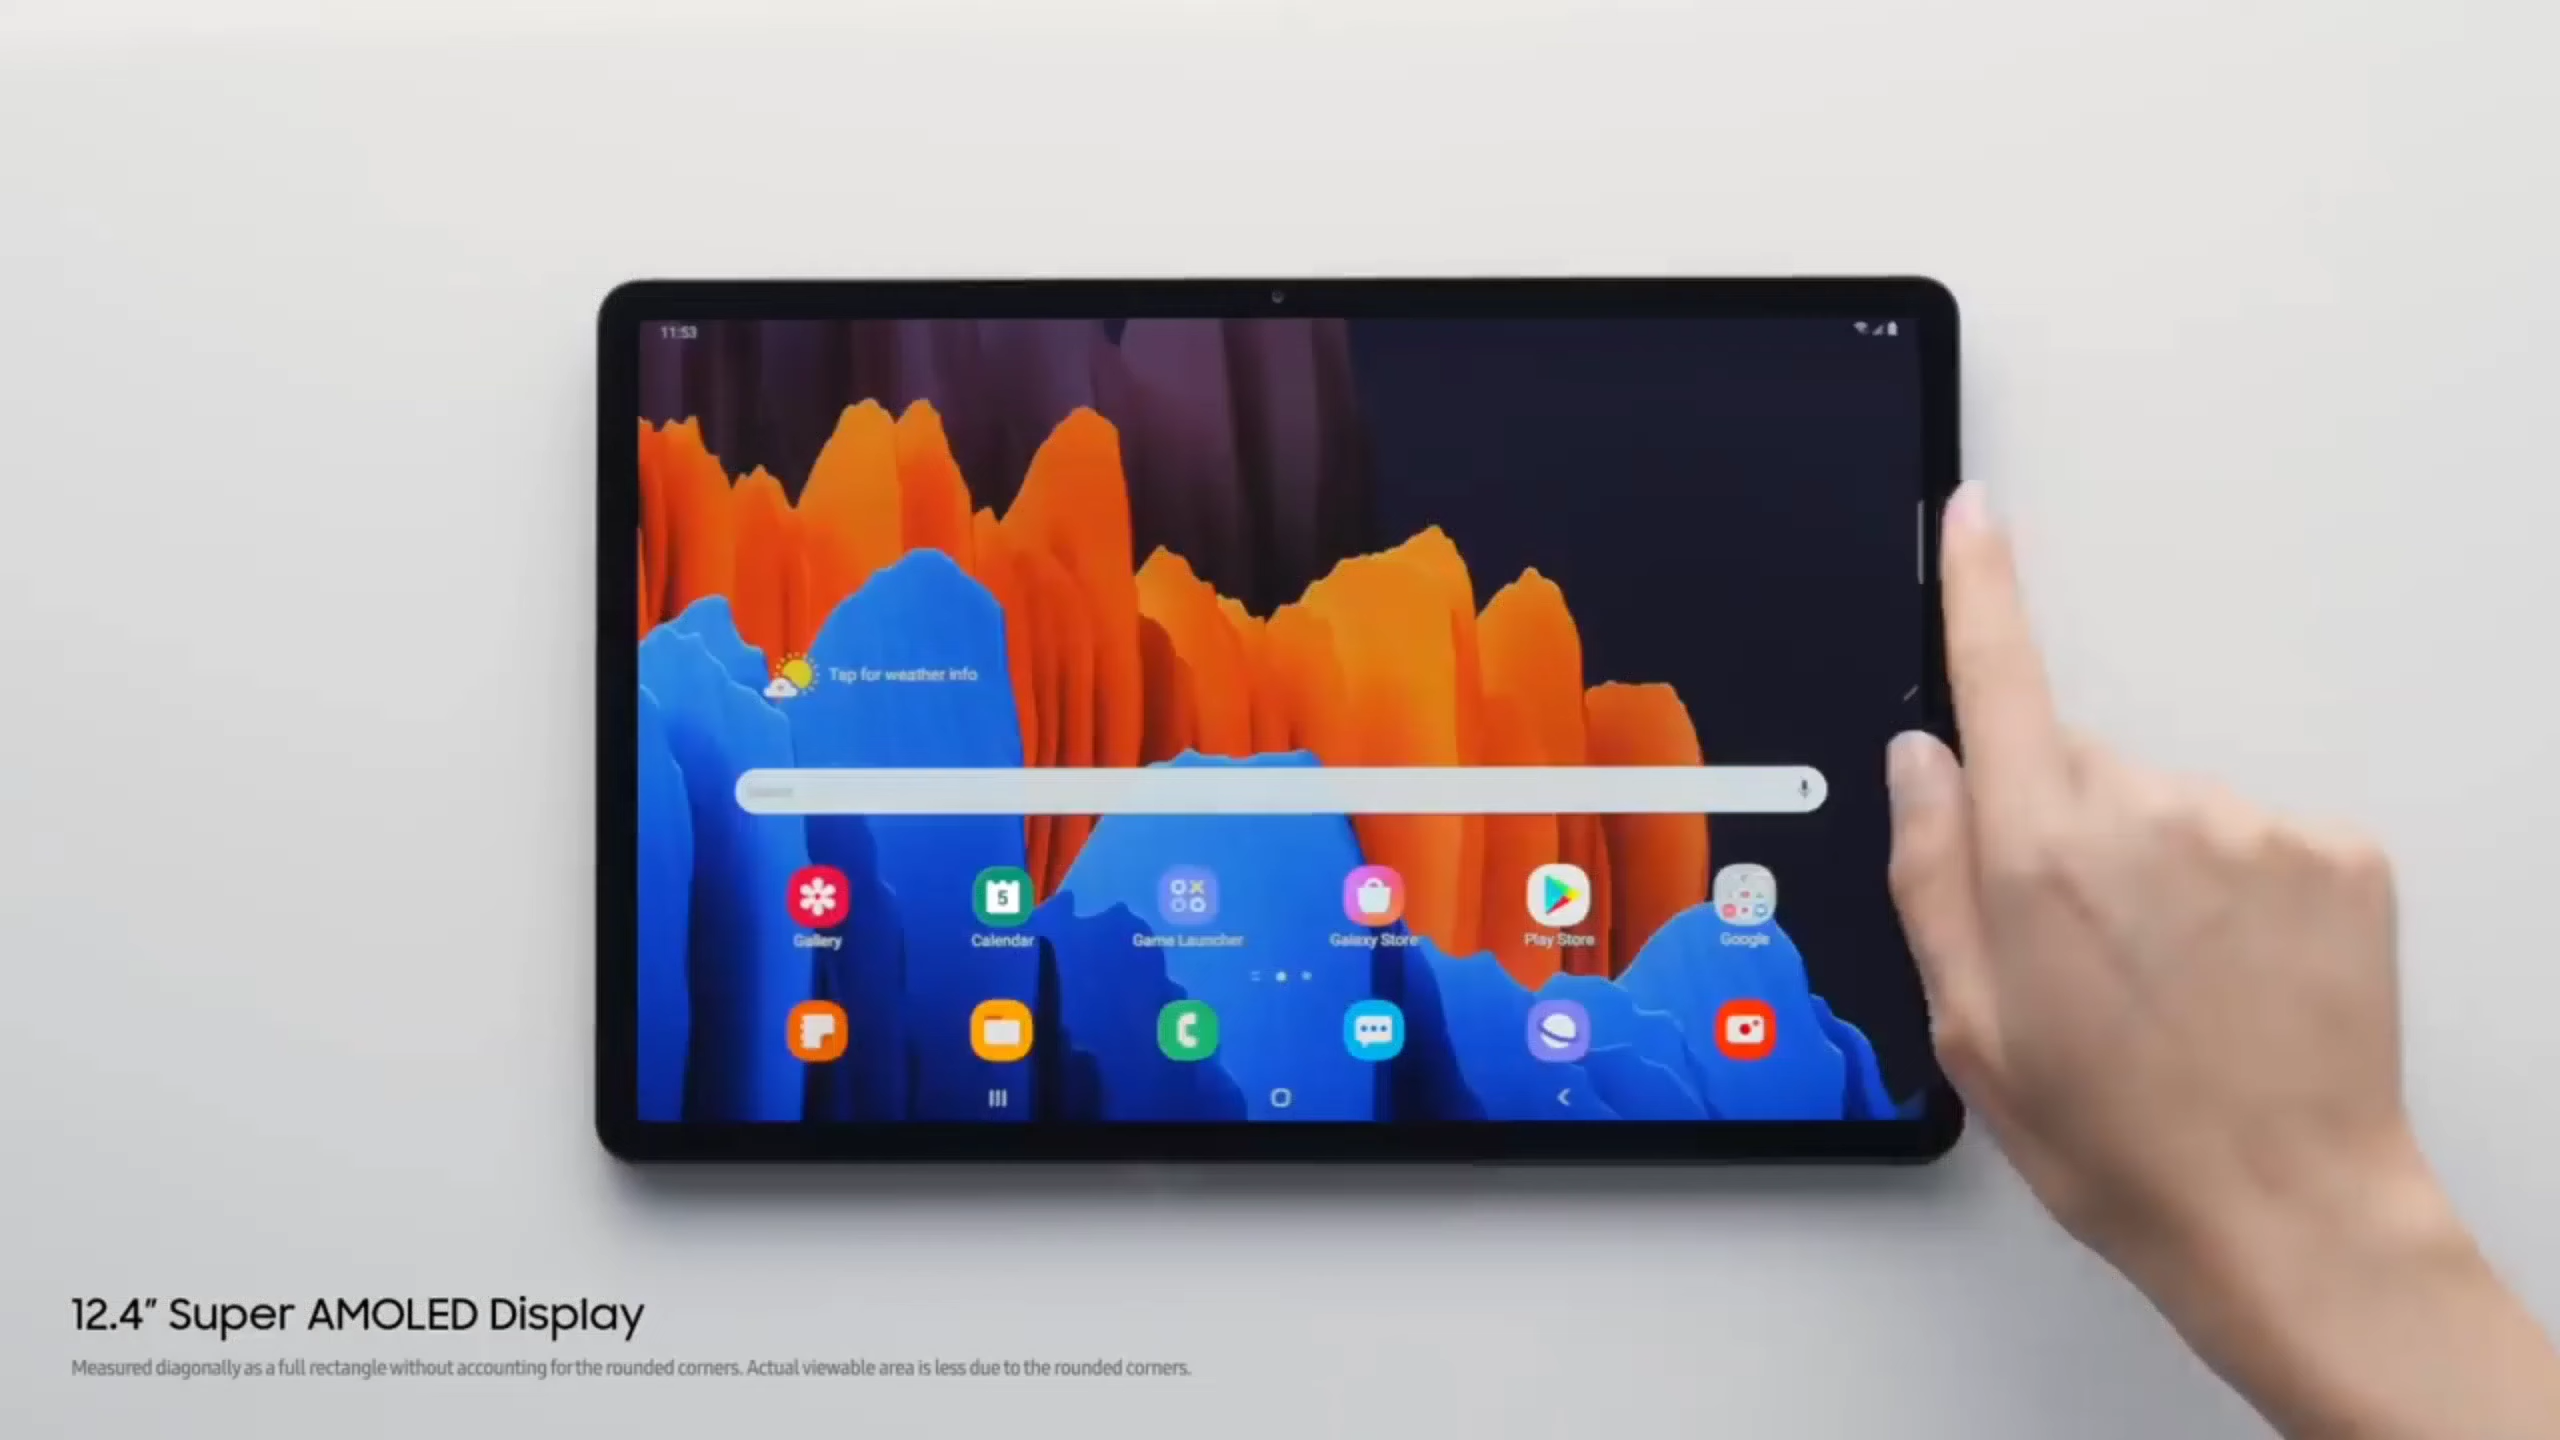 11:53
Tap for weather info
5
Gallery
Calendar
Game Launcher
Galaxy Store
Play Store
Google
12.4" Super AMOLED Display
Measured diagonally as a full rectangle without accounting for the rounded corners. Actual viewable area is less due to the rounded corners.